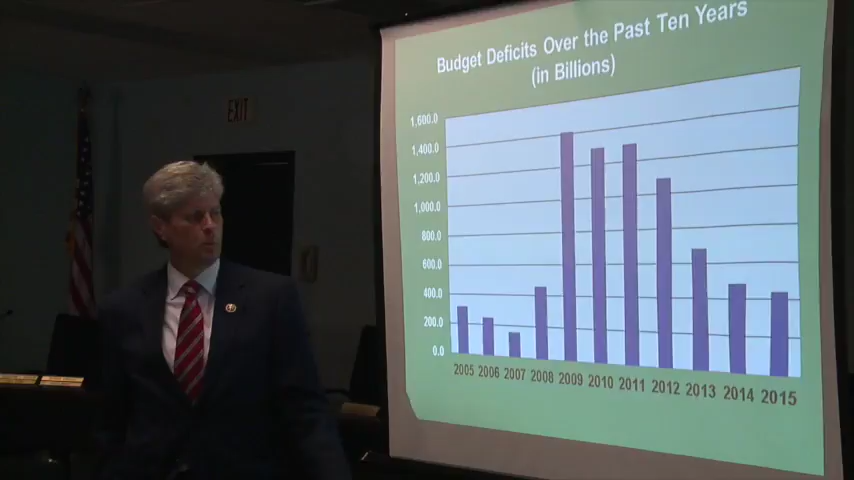 EXIT
Budget Deficits Over the Past Ten Years
(in Billions)
1,600.0
1,400.0
1,200.0
1,000.0
800.0
600.0
400.0
200.0
0.0
2005 2006 2007 2008 2009 2010 2011 2012 2013 2014 2015